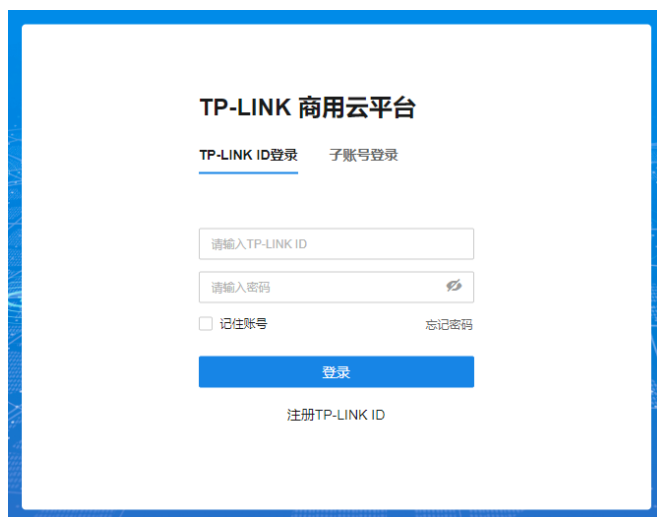 TP-LINK 商用云平台
TP-LINK ID登录 子账号登录
请输入TP-LINK ID
请输入密码
记住账号 忘记密码
登录
注册TP-LINK ID